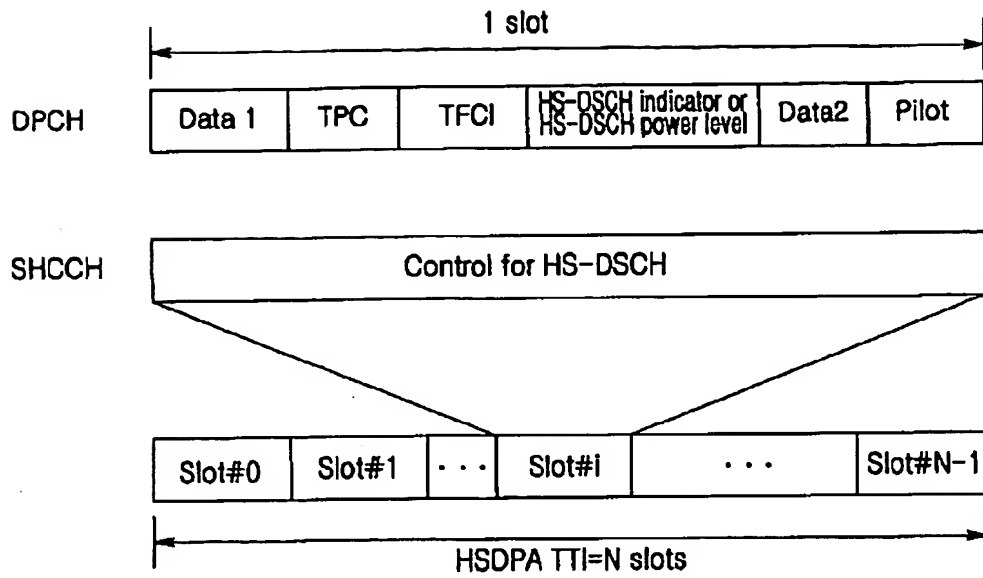 1 slot
DPCH
Data 1
TPC
TFCI
HS-DSCH indicator or
HS-DSCH power level
Data2
Pilot
SHCCH
Control for HS-DSCH
Slot#0
Slot#1
···
Slot#i
···
Slot#N-1
HSDPA TTI=N slots